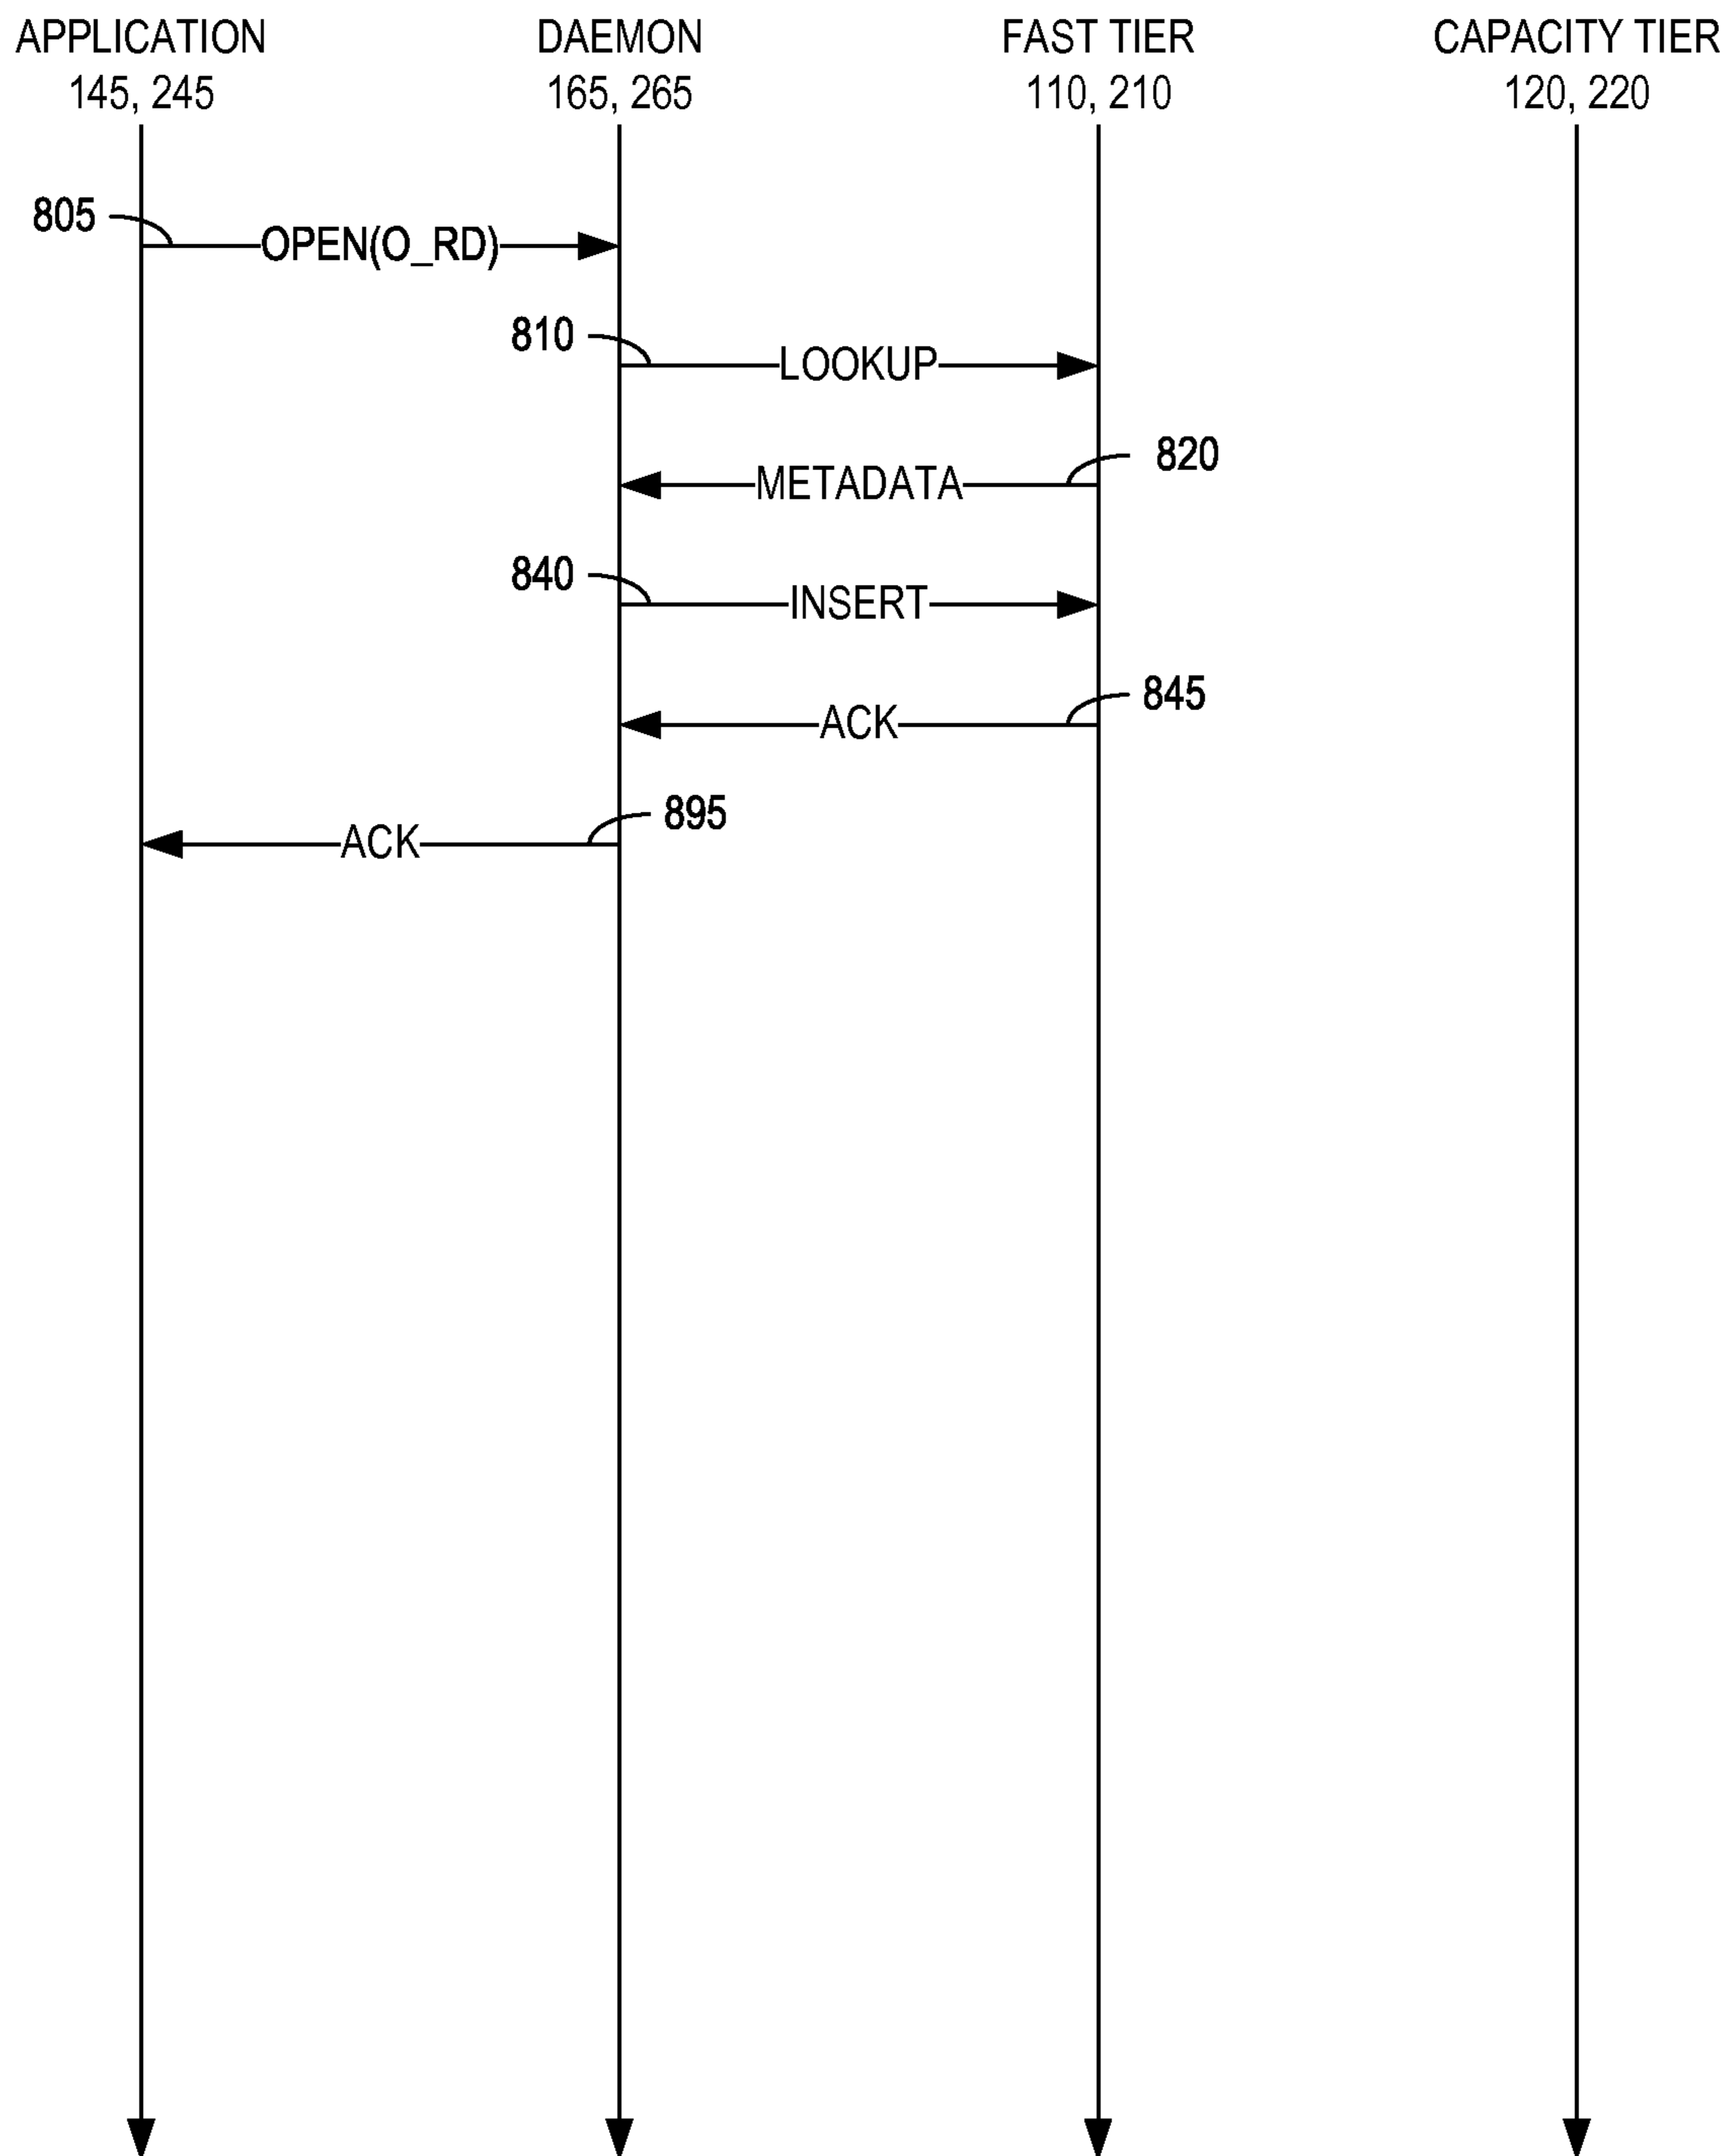 APPLICATION
145, 245
DAEMON
165, 265
FAST TIER
110, 210
CAPACITY TIER
120, 220
805
OPEN(O_RD)
810
LOOKUP
820
METADATA
840
INSERT
845
ACK
895
ACK